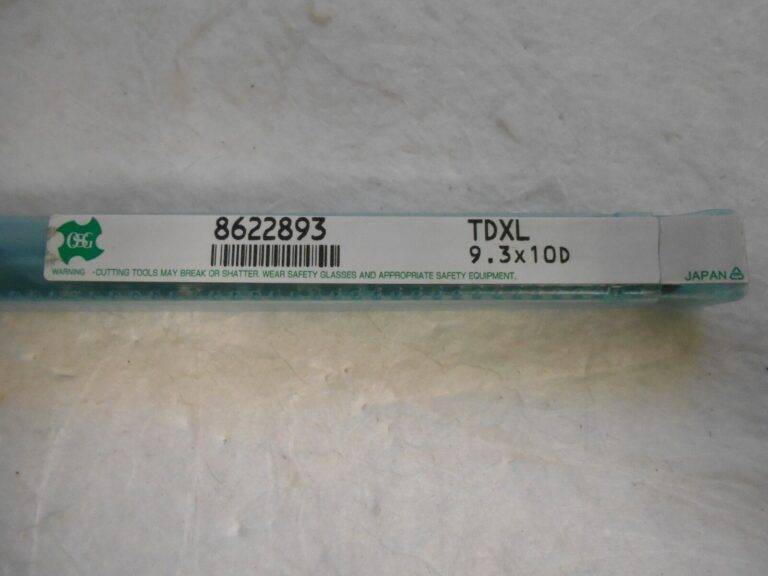 OSG
8622893
TDXL
9.3x10D
WARNING ·CUTTING TOOLS MAY BREAK OR SHATTER. WEAR SAFETY GLASSES AND APPROPRIATE SAFETY EQUIPMENT.
JAPAN